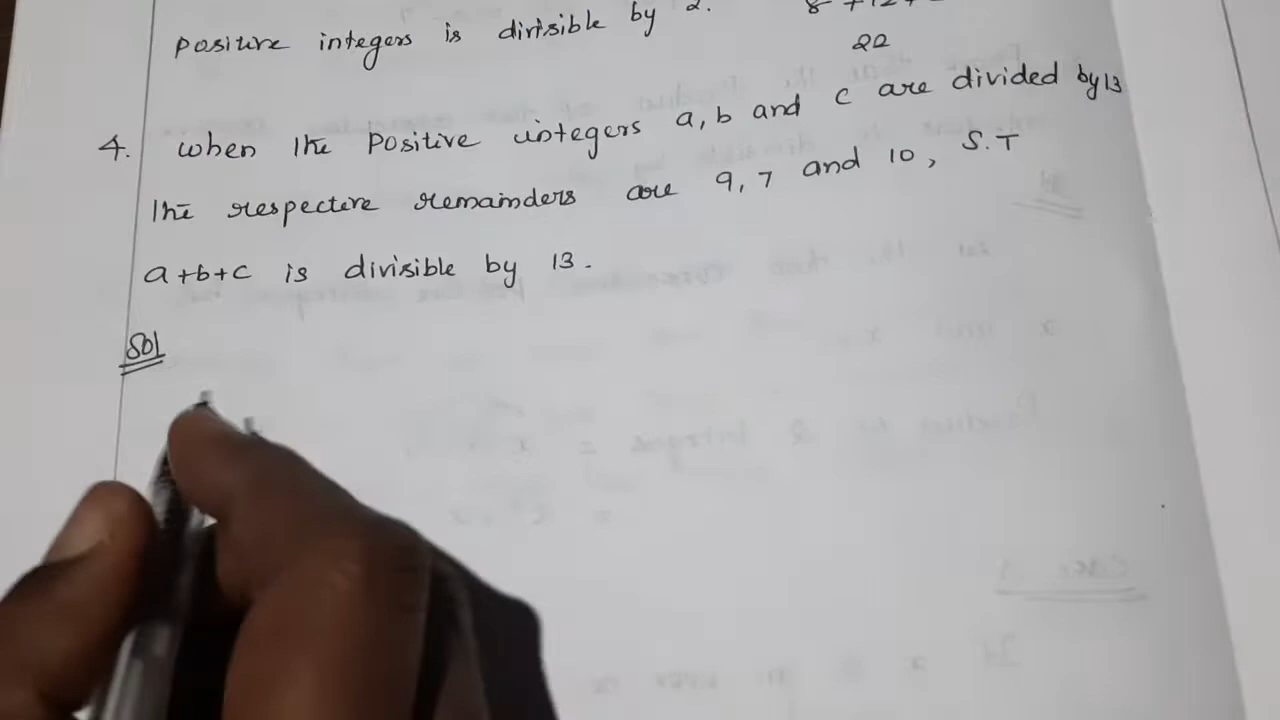 positive integers is divisible by 2.
22
4. When the Positive integers a, b and c are divided by 13
the respective remainders are 9, 7 and 10, S.T
a+b+c is divisible by 13.
Sol